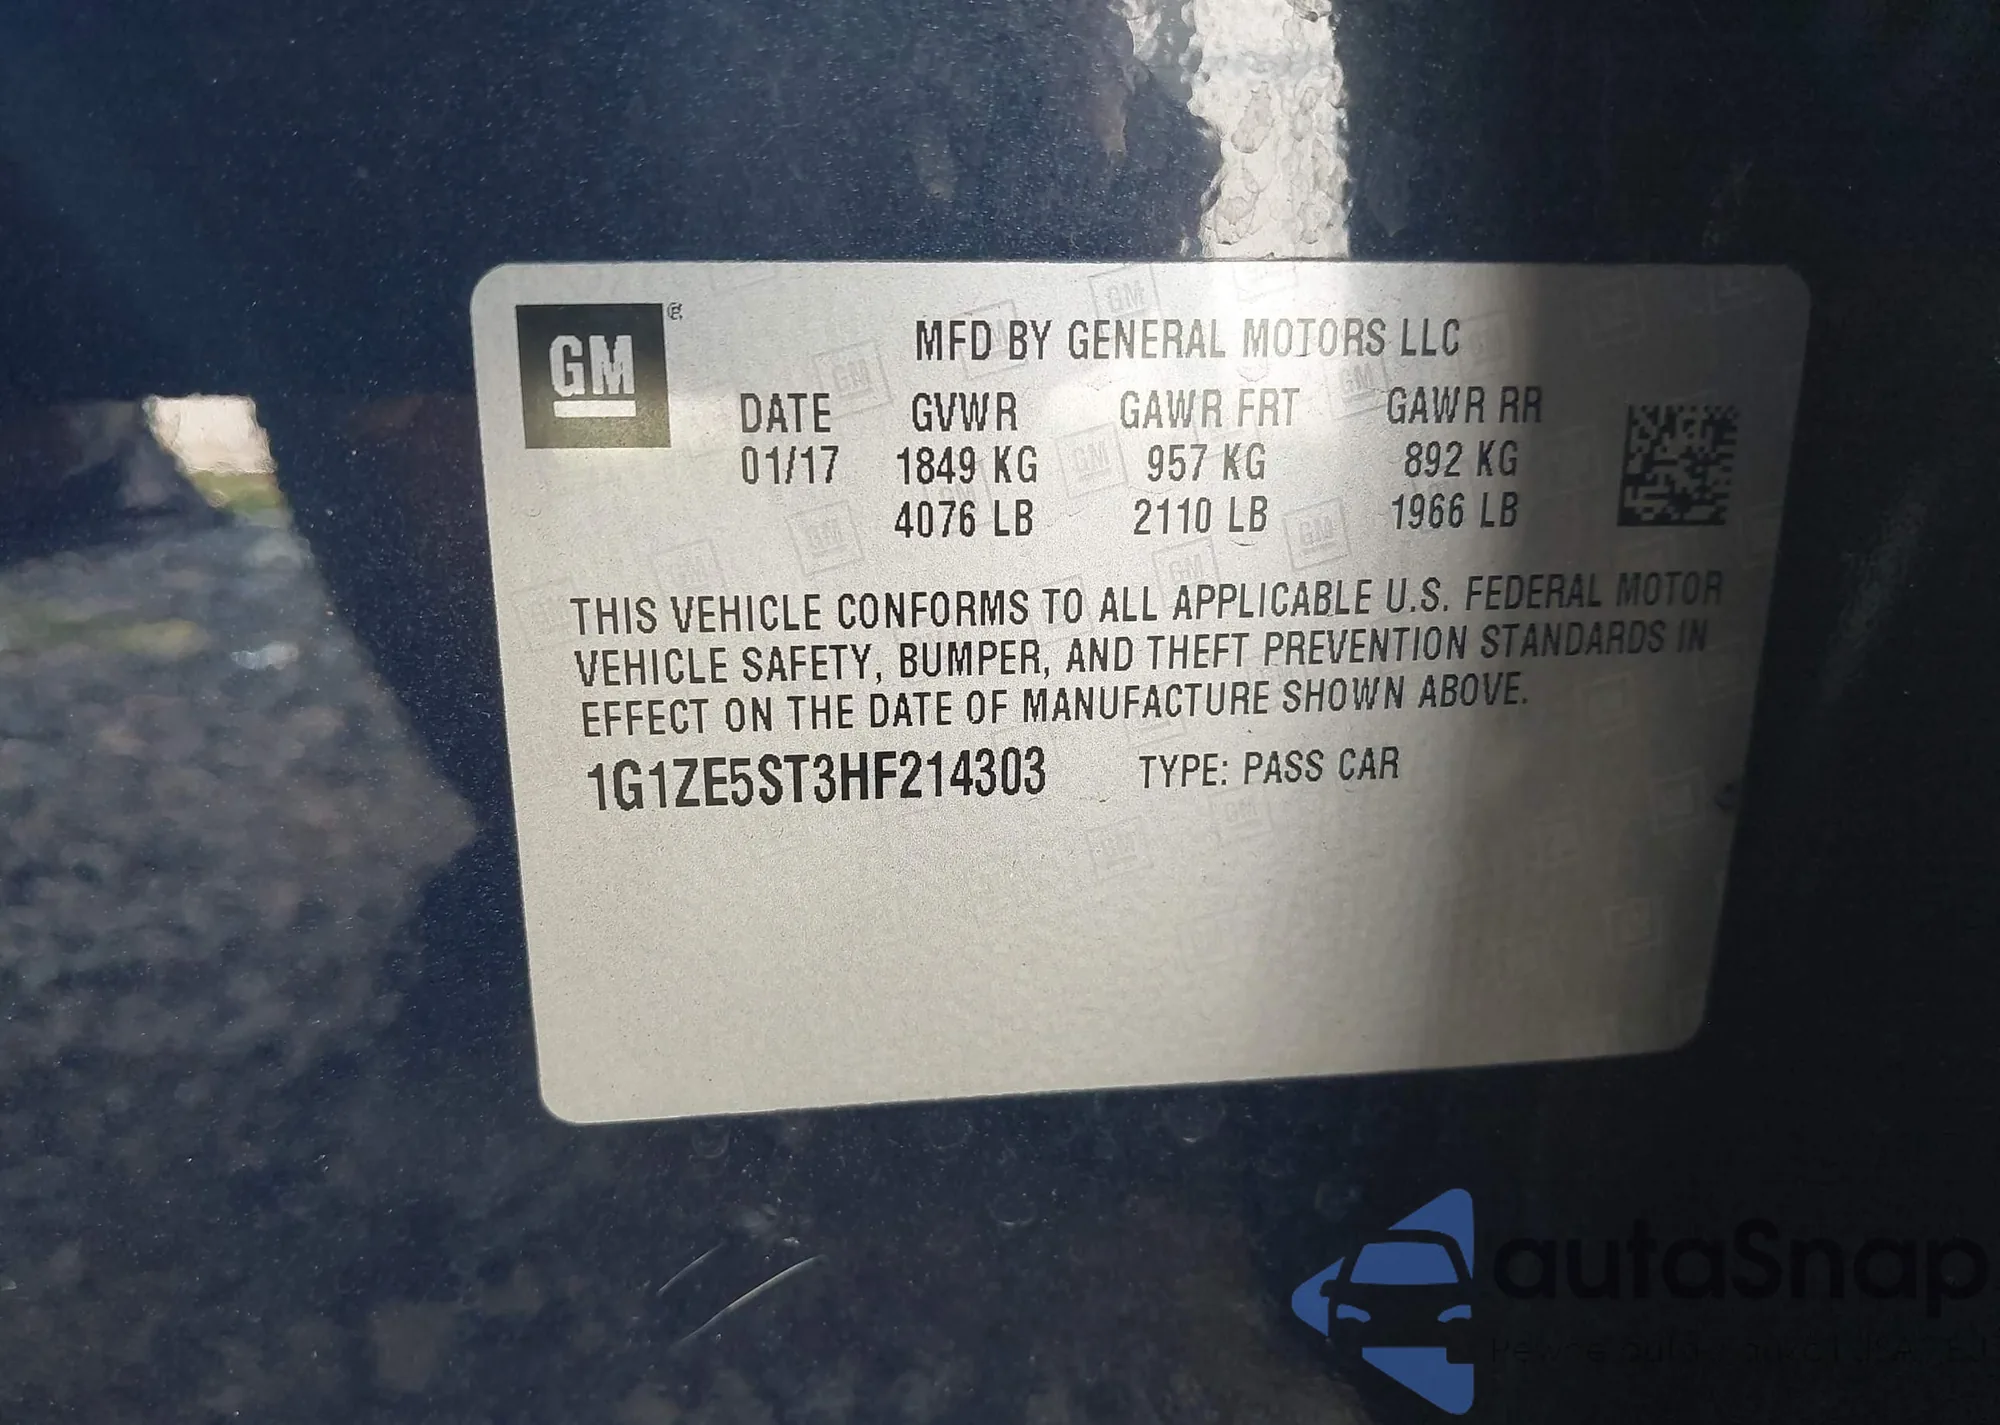 GM
MFD BY GENERAL MOTORS LLC
DATE GVWR GAWR FRT GAWR RR
01/17 1849 KG 957 KG 892 KG
4076 LB 2110 LB 1966 LB
THIS VEHICLE CONFORMS TO ALL APPLICABLE U.S. FEDERAL MOTOR
VEHICLE SAFETY, BUMPER, AND THEFT PREVENTION STANDARDS IN
EFFECT ON THE DATE OF MANUFACTURE SHOWN ABOVE.
1G1ZE5ST3HF214303 TYPE: PASS CAR
autaSnap